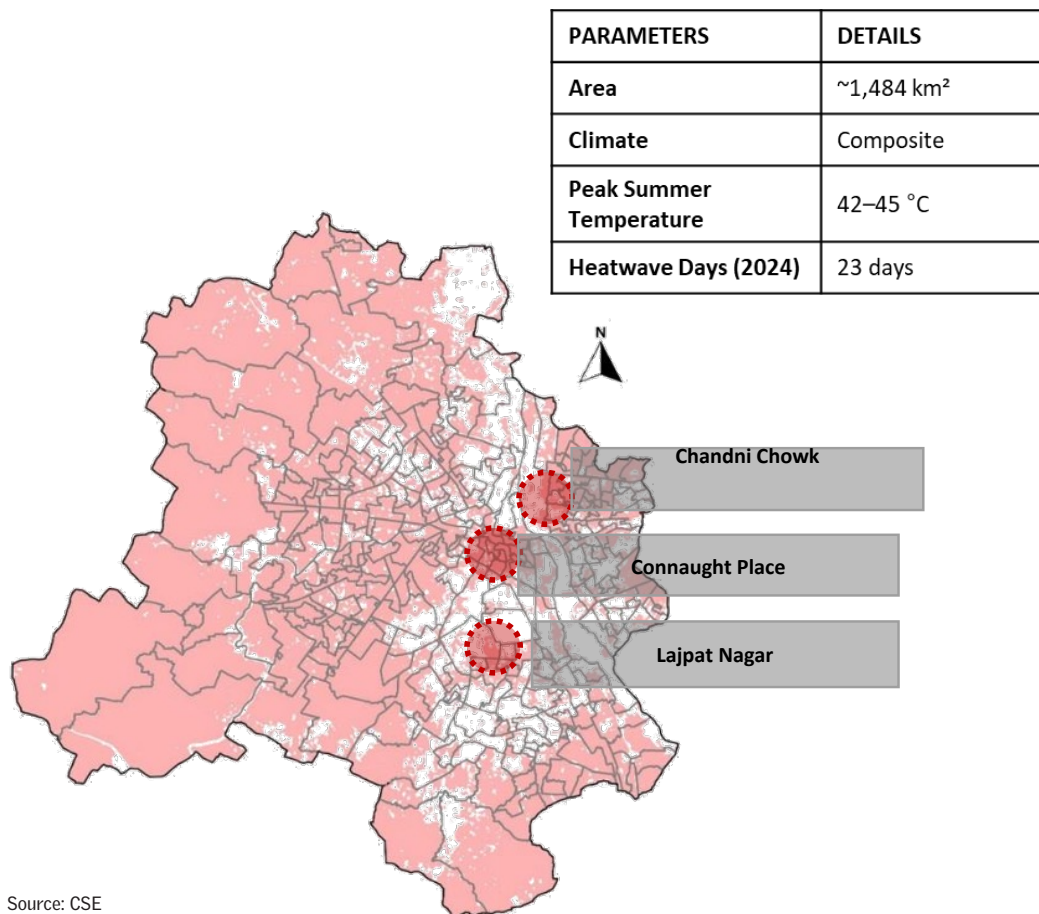 PARAMETERS DETAILS
Area ~1,484 km²
Climate Composite
Peak Summer
Temperature 42–45 °C
Heatwave Days (2024) 23 days
N
Chandni Chowk
Connaught Place
Lajpat Nagar
Source: CSE